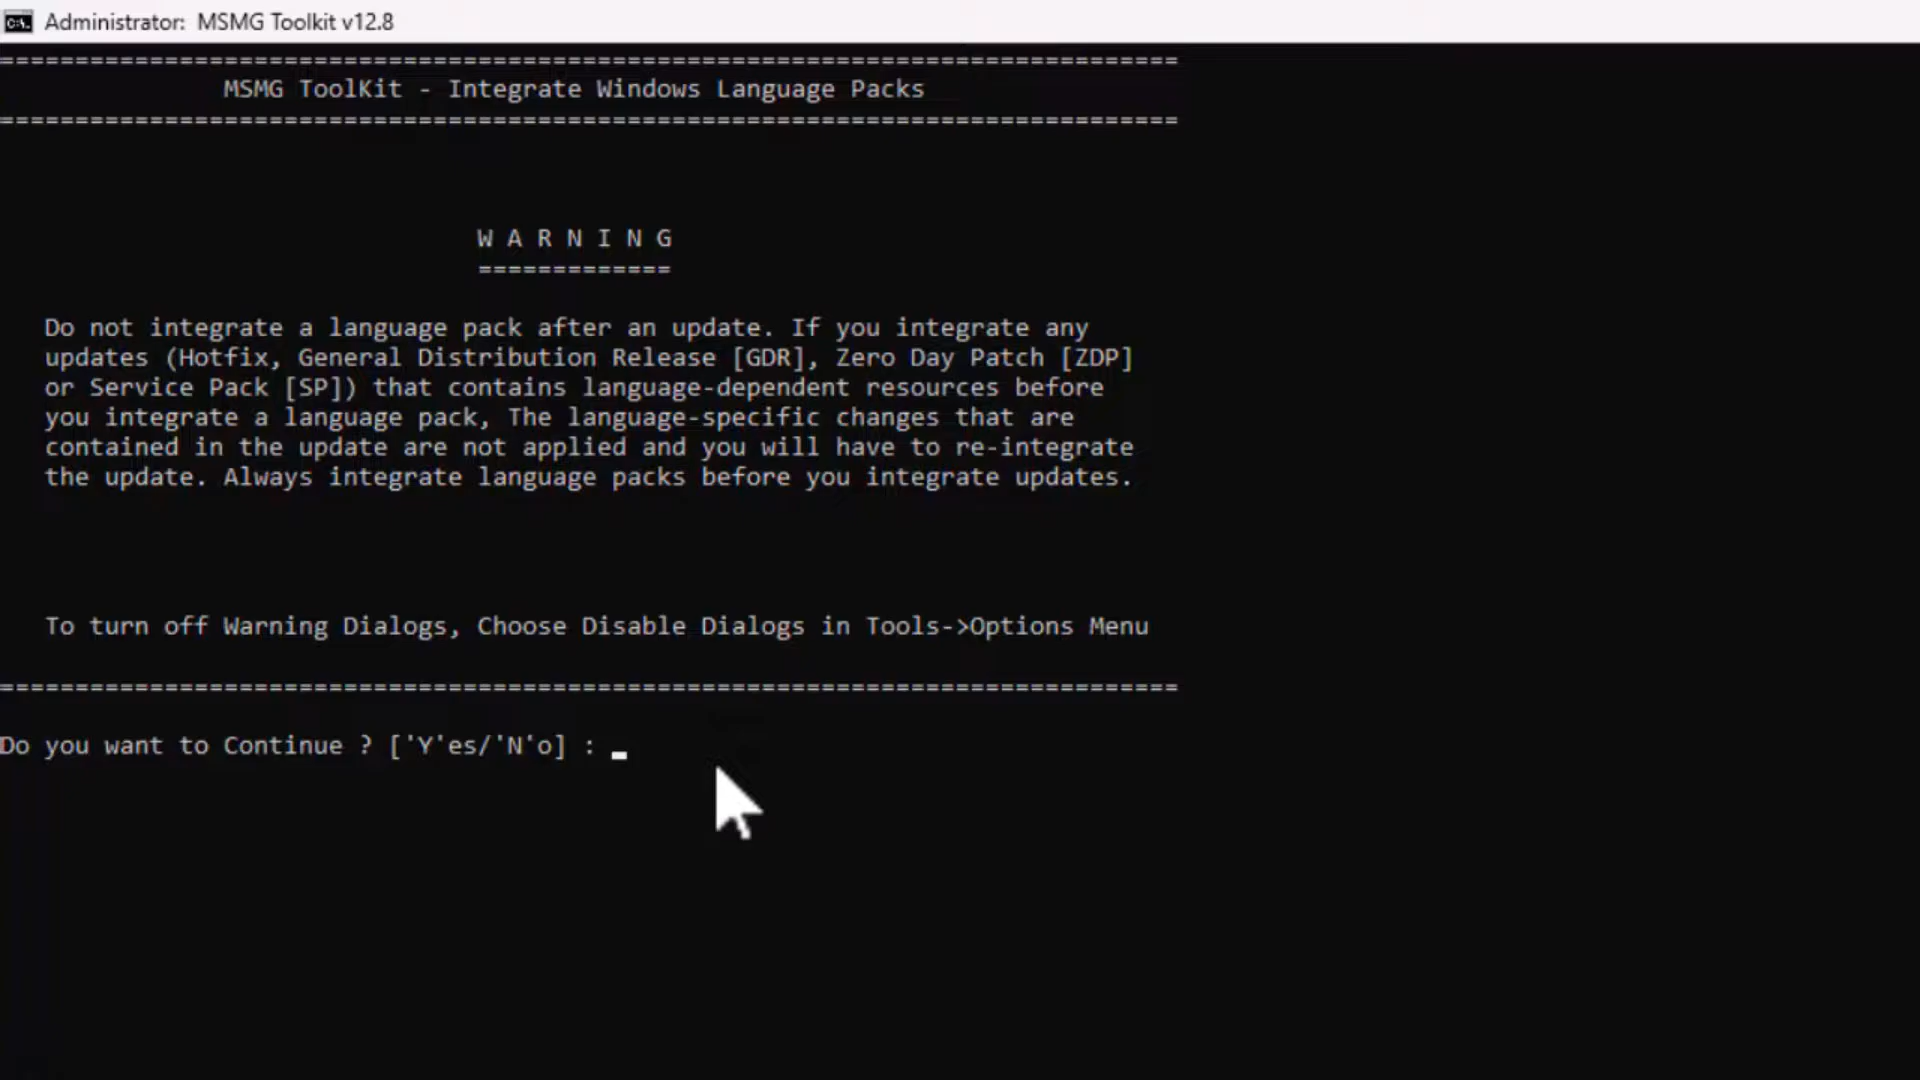 Administrator:  MSMG Toolkit v12.8
===============================================================================
MSMG ToolKit - Integrate Windows Language Packs
===============================================================================
W A R N I N G
=============
Do not integrate a language pack after an update. If you integrate any
updates (Hotfix, General Distribution Release [GDR], Zero Day Patch [ZDP]
or Service Pack [SP]) that contains language-dependent resources before
you integrate a language pack, The language-specific changes that are
contained in the update are not applied and you will have to re-integrate
the update. Always integrate language packs before you integrate updates.
To turn off Warning Dialogs, Choose Disable Dialogs in Tools->Options Menu
===============================================================================
Do you want to Continue ? ['Y'es/'N'o] : _